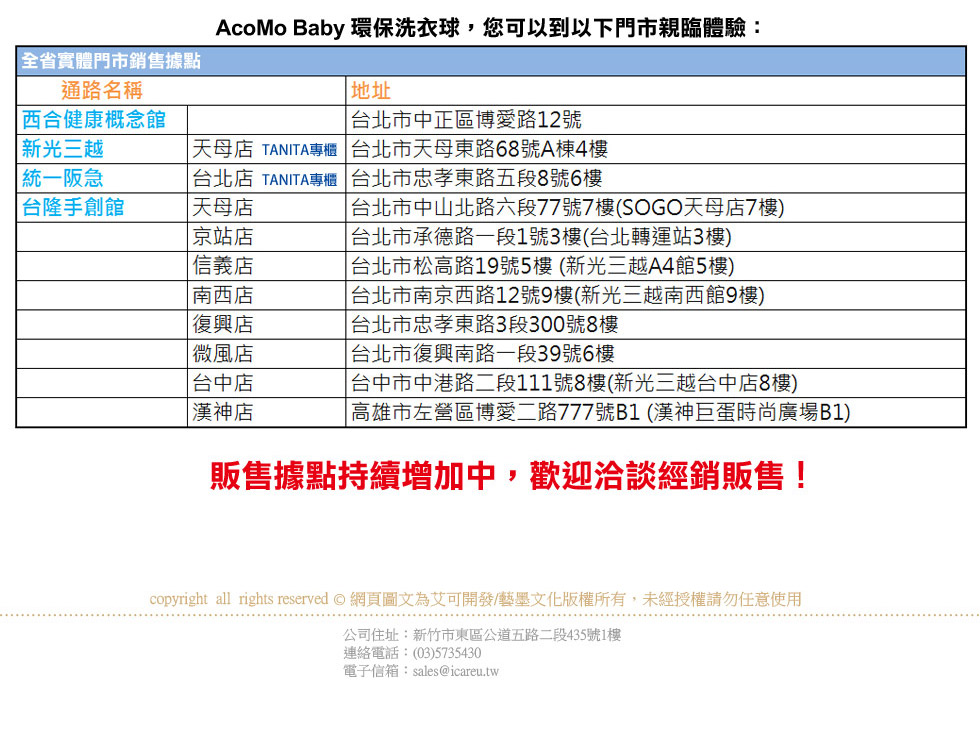 AcoMo Baby 環保洗衣球，您可以到以下門市親臨體驗：
全省實體門市銷售據點
通路名稱 地址
西合健康概念館 台北市中正區博愛路12號
新光三越 天母店 TANITA專櫃 台北市天母東路68號A棟4樓
統一阪急 台北店 TANITA專櫃 台北市忠孝東路五段8號6樓
台隆手創館 天母店 台北市中山北路六段77號7樓(SOGO天母店7樓)
京站店 台北市承德路一段1號3樓(台北轉運站3樓)
信義店 台北市松高路19號5樓 (新光三越A4館5樓)
南西店 台北市南京西路12號9樓(新光三越南西館9樓)
復興店 台北市忠孝東路3段300號8樓
微風店 台北市復興南路一段39號6樓
台中店 台中市中港路二段111號8樓(新光三越台中店8樓)
漢神店 高雄市左營區博愛二路777號B1 (漢神巨蛋時尚廣場B1)
販售據點持續增加中，歡迎洽談經銷販售！
copyright all rights reserved © 網頁圖文為艾可開發/藝墨文化版權所有，未經授權請勿任意使用
公司住址：新竹市東區公道五路二段435號1樓
連絡電話：(03)5735430
電子信箱：sales@icareu.tw